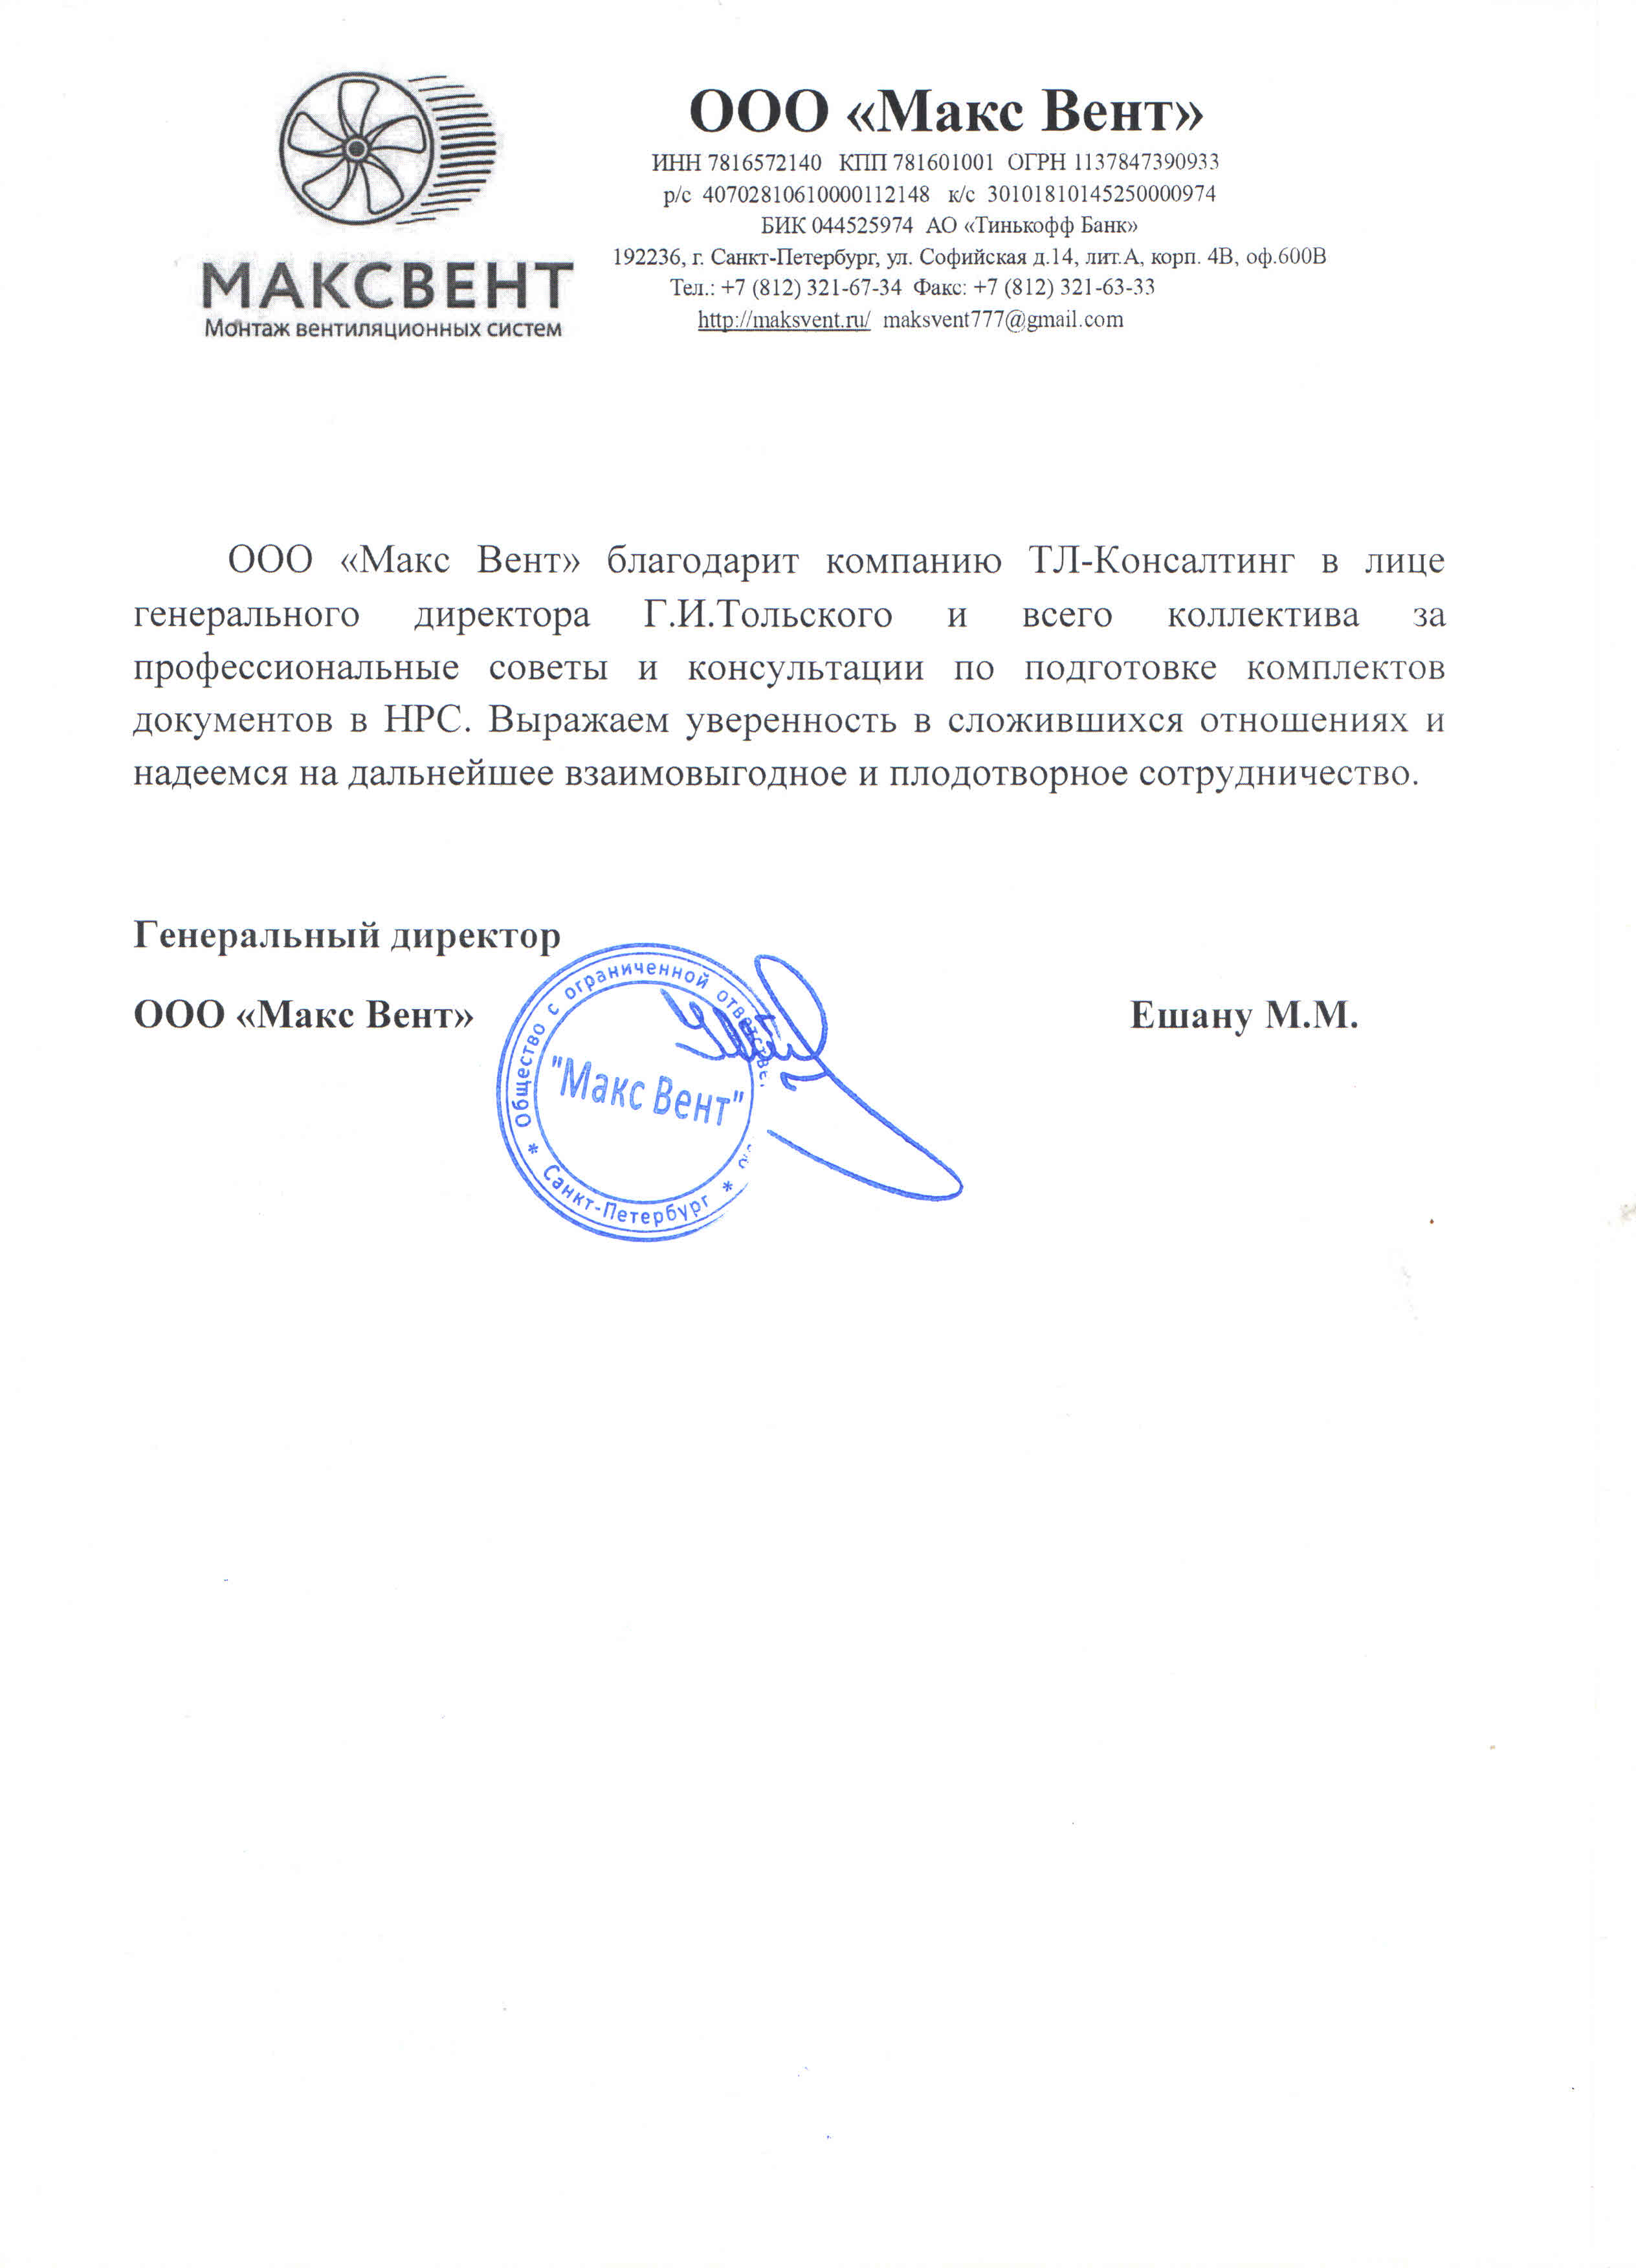 ООО «Макс Вент»
ИНН 7816572140 КПП 781601001 ОГРН 1137847390933
р/с 40702810610000112148 к/с 30101810145250000974
БИК 044525974 АО «Тинькофф Банк»
192236, г. Санкт-Петербург, ул. Софийская д.14, лит.А, корп. 4В, оф.600В
Тел.: +7 (812) 321-67-34 Факс: +7 (812) 321-63-33
http://maksvent.ru/ maksvent777@gmail.com
МАКСВЕНТ
Монтаж вентиляционных систем
ООО «Макс Вент» благодарит компанию ТЛ-Консалтинг в лице
генерального директора Г.И.Тольского и всего коллектива за
профессиональные советы и консультации по подготовке комплектов
документов в НРС. Выражаем уверенность в сложившихся отношениях и
надеемся на дальнейшее взаимовыгодное и плодотворное сотрудничество.
Генеральный директор
ООО «Макс Вент» Ешану М.М.
Общество с ограниченной
"Макс Вент"
* Санкт-Петербург *